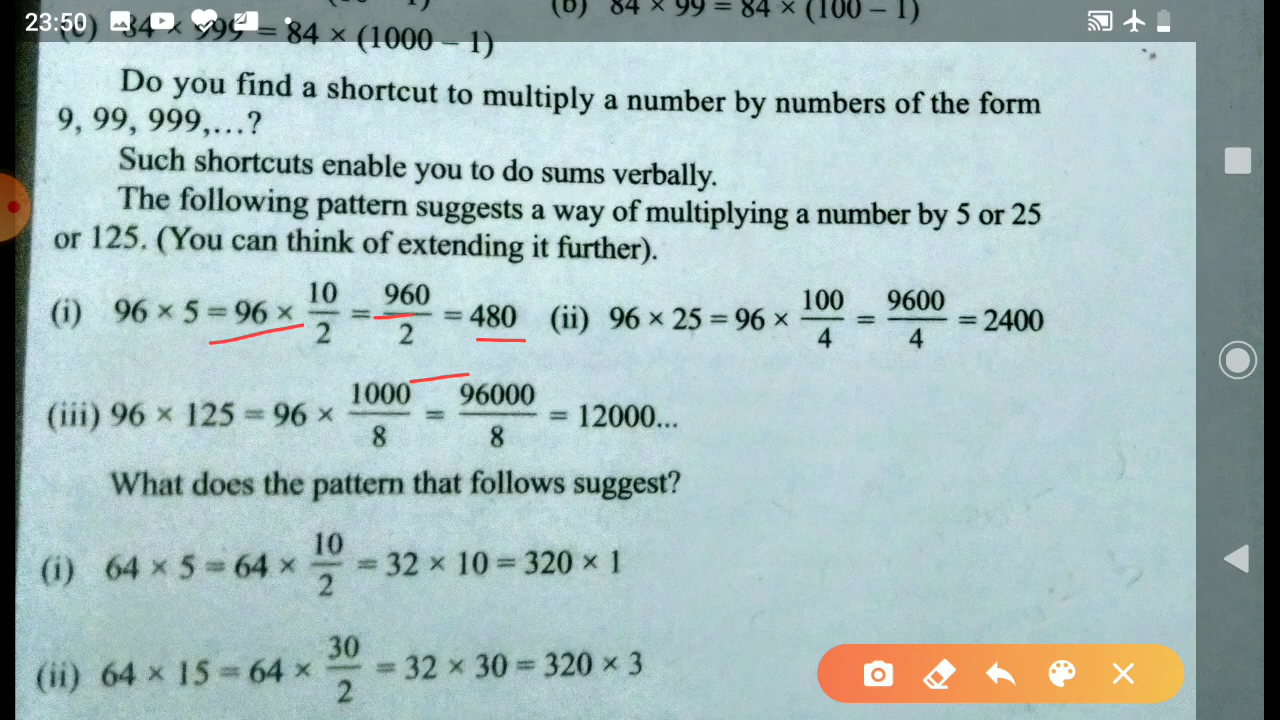 23:50
(b) 84 × 99 = 84 × (100 – 1)
(c) 84 × 999 = 84 × (1000 – 1)
Do you find a shortcut to multiply a number by numbers of the form
9, 99, 999,...?
Such shortcuts enable you to do sums verbally.
The following pattern suggests a way of multiplying a number by 5 or 25
or 125. (You can think of extending it further).
(i) 96 × 5 = 96 × 10/2 = 960/2 = 480 (ii) 96 × 25 = 96 × 100/4 = 9600/4 = 2400
(iii) 96 × 125 = 96 × 1000/8 = 96000/8 = 12000...
What does the pattern that follows suggest?
(i) 64 × 5 = 64 × 10/2 = 32 × 10 = 320 × 1
(ii) 64 × 15 = 64 × 30/2 = 32 × 30 = 320 × 3